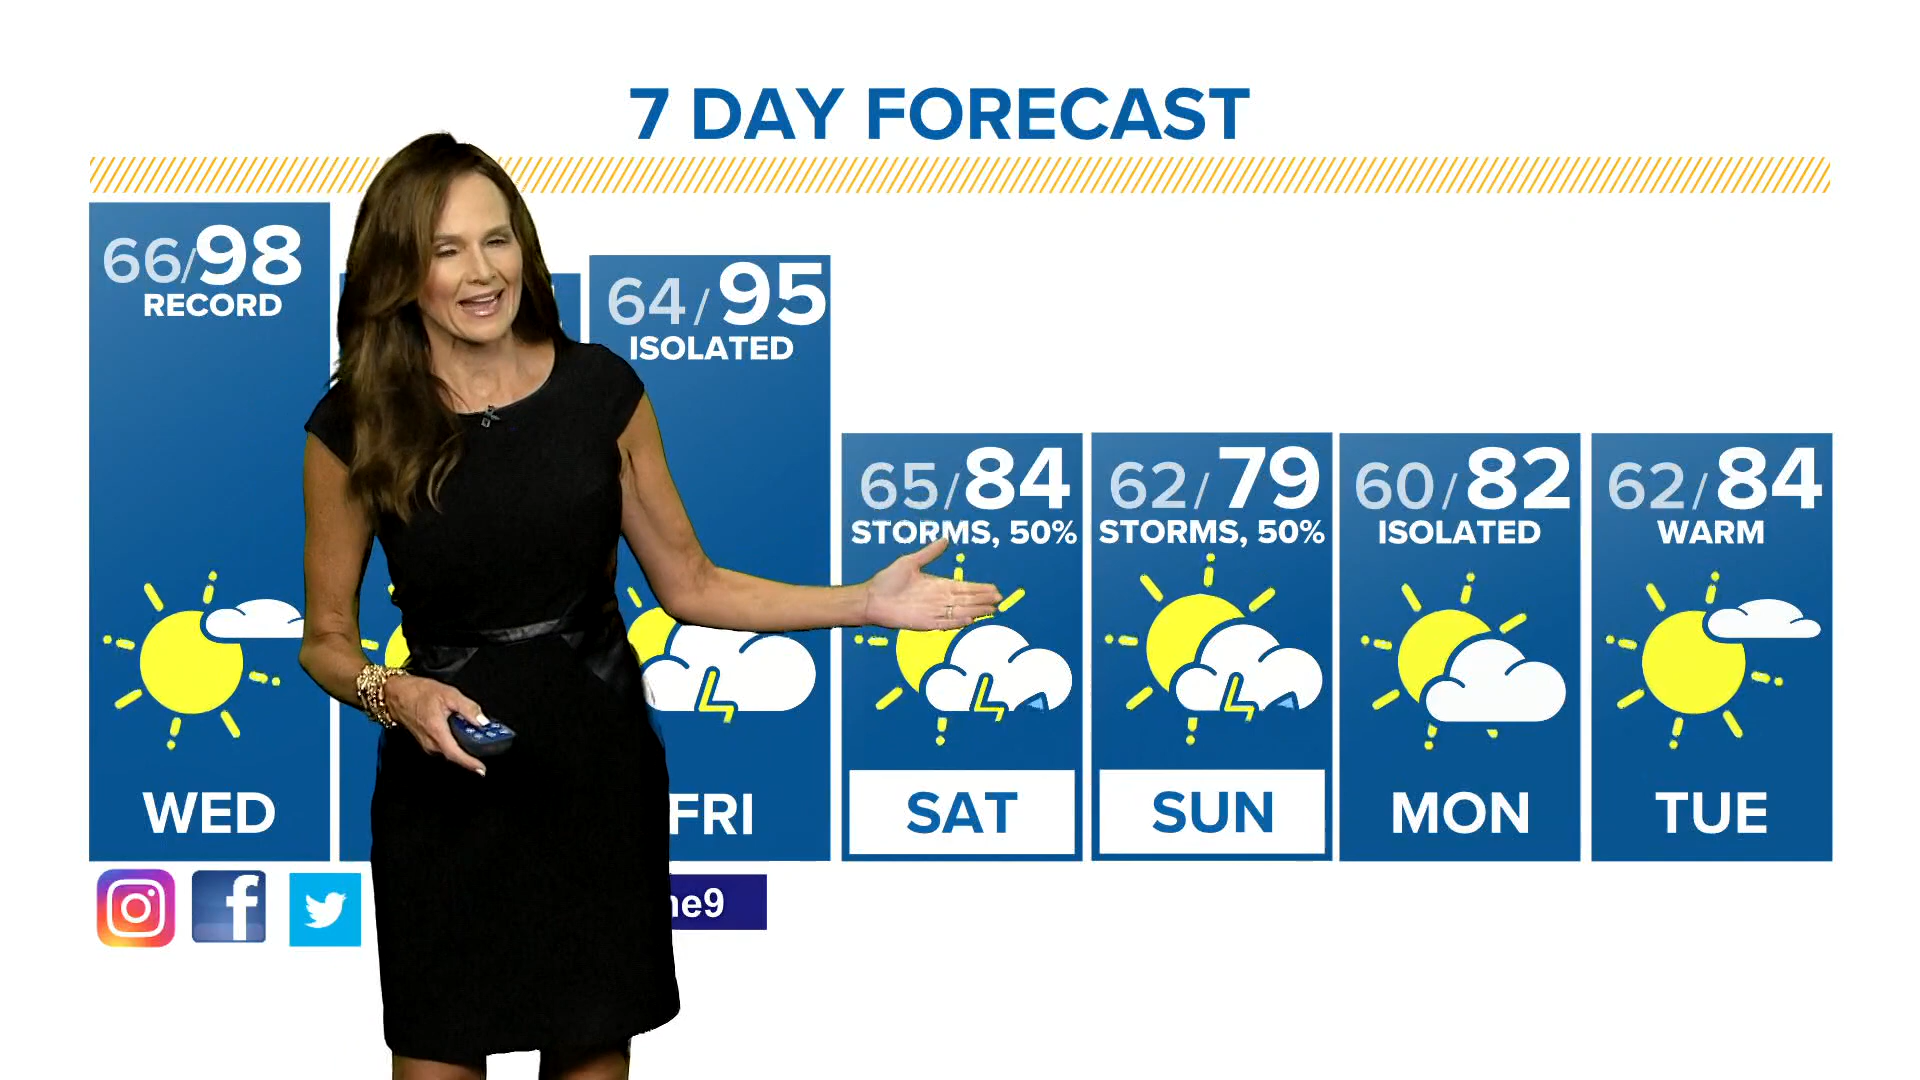 7 DAY FORECAST
66/98
RECORD
64/95
ISOLATED
65/84
STORMS, 50%
62/79
STORMS, 50%
60/82
ISOLATED
62/84
WARM
WED
FRI
SAT
SUN
MON
TUE
f